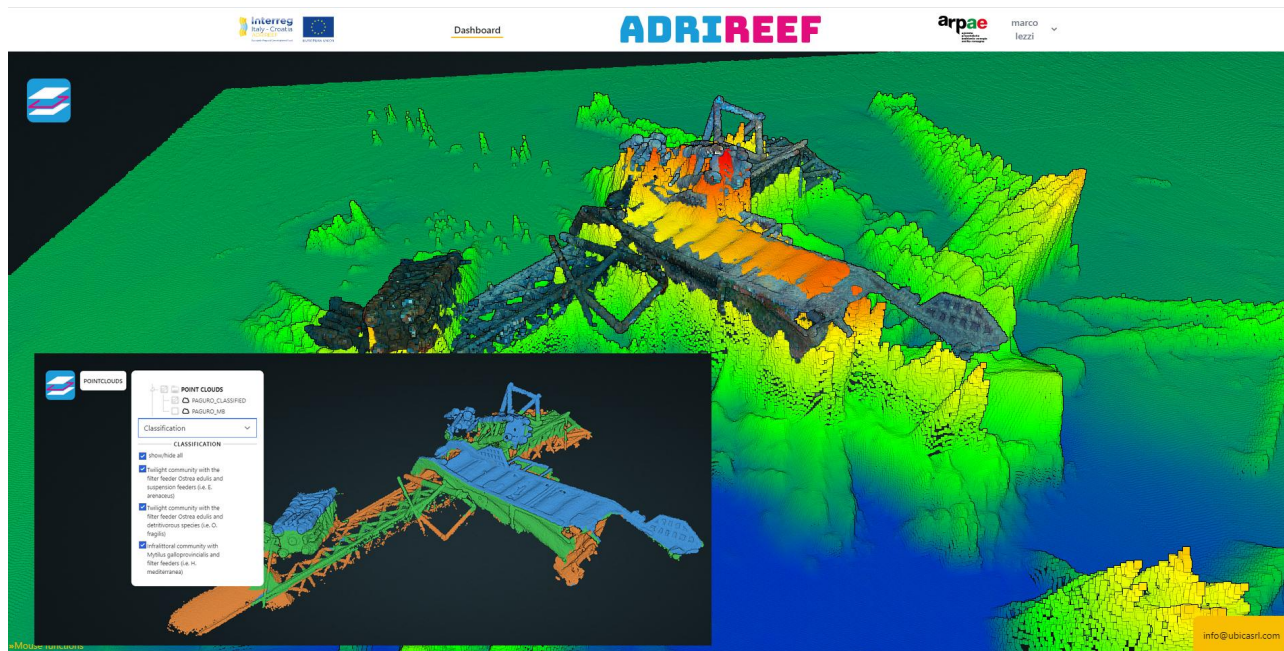 Interreg
Italy - Croatia
Dashboard
ADRIREEF
arpae
marco
lezzi
POINTCLOUDS
POINT CLOUDS
PAGURO_CLASSIFIED
PAGURO_MB
Classification
CLASSIFICATION
show/hide all
Twilight community with the
filter feeder Ostrea edulis and
suspension feeders (i.e. E.
arenaceus)
Twilight community with the
filter feeder Ostrea edulis and
detritivorous species (i.e. O.
fragilis)
Infralittoral community with
Mytilus galloprovincialis and
filter feeders (i.e. H.
mediterranea)
»Mouse functions
info@ubicasrl.com